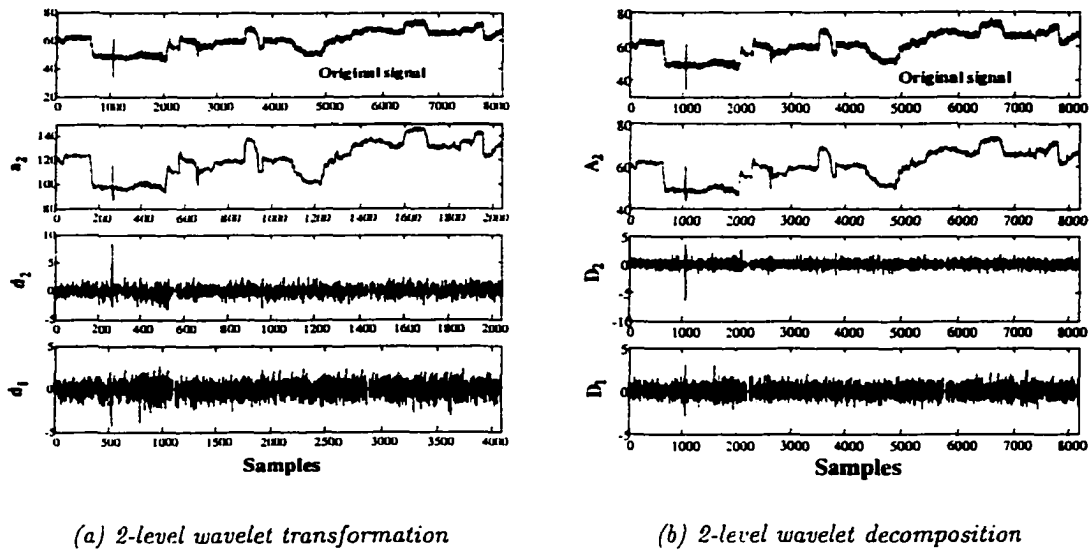 80
60
40
20
Original signal
0 1000 2000 3000 4000 5000 6000 7000 8000
a2
140
120
100
80
0 200 400 600 800 1000 1200 1400 1600 1800 2000
d2
10
5
0
-5
0 200 400 600 800 1000 1200 1400 1600 1800 2000
d1
5
0
-5
0 500 1000 1500 2000 2500 3000 3500 4000
Samples
(a) 2-level wavelet transformation
80
60
40
Original signal
0 1000 2000 3000 4000 5000 6000 7000 8000
A2
80
60
40
0 1000 2000 3000 4000 5000 6000 7000 8000
D2
5
0
-5
-10
0 1000 2000 3000 4000 5000 6000 7000 8000
D1
5
0
-5
0 1000 2000 3000 4000 5000 6000 7000 8000
Samples
(b) 2-level wavelet decomposition